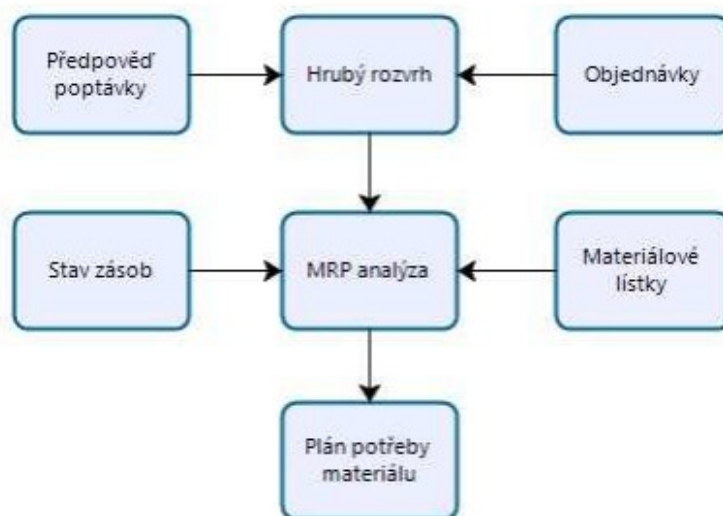 Předpověď
poptávky
Hrubý rozvrh
Objednávky
Stav zásob
MRP analýza
Materiálové
lístky
Plán potřeby
materiálu